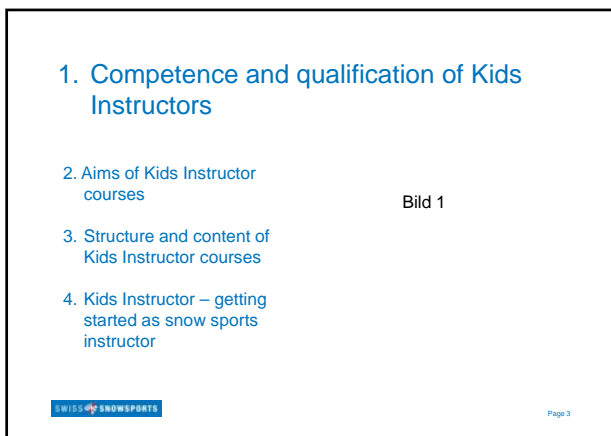 1. Competence and qualification of Kids
Instructors
2. Aims of Kids Instructor
courses
Bild 1
3. Structure and content of
Kids Instructor courses
4. Kids Instructor – getting
started as snow sports
instructor
SWISS SNOWSPORTS
Page 3